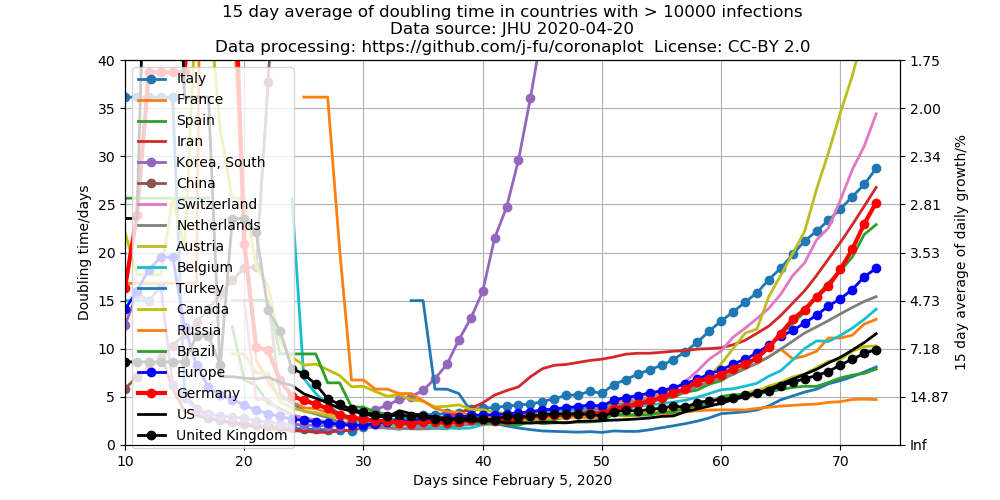 15 day average of doubling time in countries with > 10000 infections
Data source: JHU 2020-04-20
Data processing: https://github.com/j-fu/coronaplot  License: CC-BY 2.0
Doubling time/days
40
35
30
25
20
15
10
5
0
Italy
France
Spain
Iran
Korea, South
China
Switzerland
Netherlands
Austria
Belgium
Turkey
Canada
Russia
Brazil
Europe
Germany
US
United Kingdom
1.75
2.00
2.34
2.81
3.53
4.73
7.18
14.87
Inf
15 day average of daily growth/%
10 20 30 40 50 60 70
Days since February 5, 2020